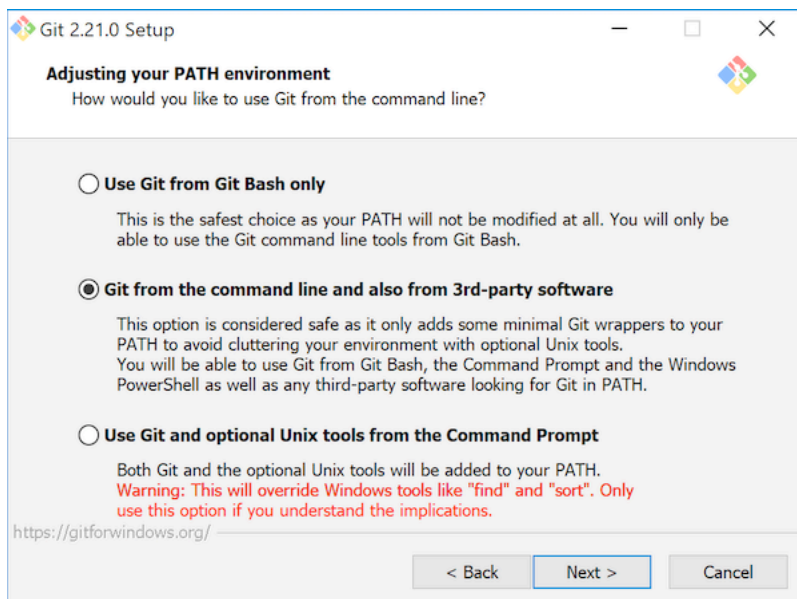 Git 2.21.0 Setup
Adjusting your PATH environment
How would you like to use Git from the command line?
Use Git from Git Bash only
This is the safest choice as your PATH will not be modified at all. You will only be
able to use the Git command line tools from Git Bash.
Git from the command line and also from 3rd-party software
This option is considered safe as it only adds some minimal Git wrappers to your
PATH to avoid cluttering your environment with optional Unix tools.
You will be able to use Git from Git Bash, the Command Prompt and the Windows
PowerShell as well as any third-party software looking for Git in PATH.
Use Git and optional Unix tools from the Command Prompt
Both Git and the optional Unix tools will be added to your PATH.
Warning: This will override Windows tools like "find" and "sort". Only
use this option if you understand the implications.
https://gitforwindows.org/
< Back Next > Cancel